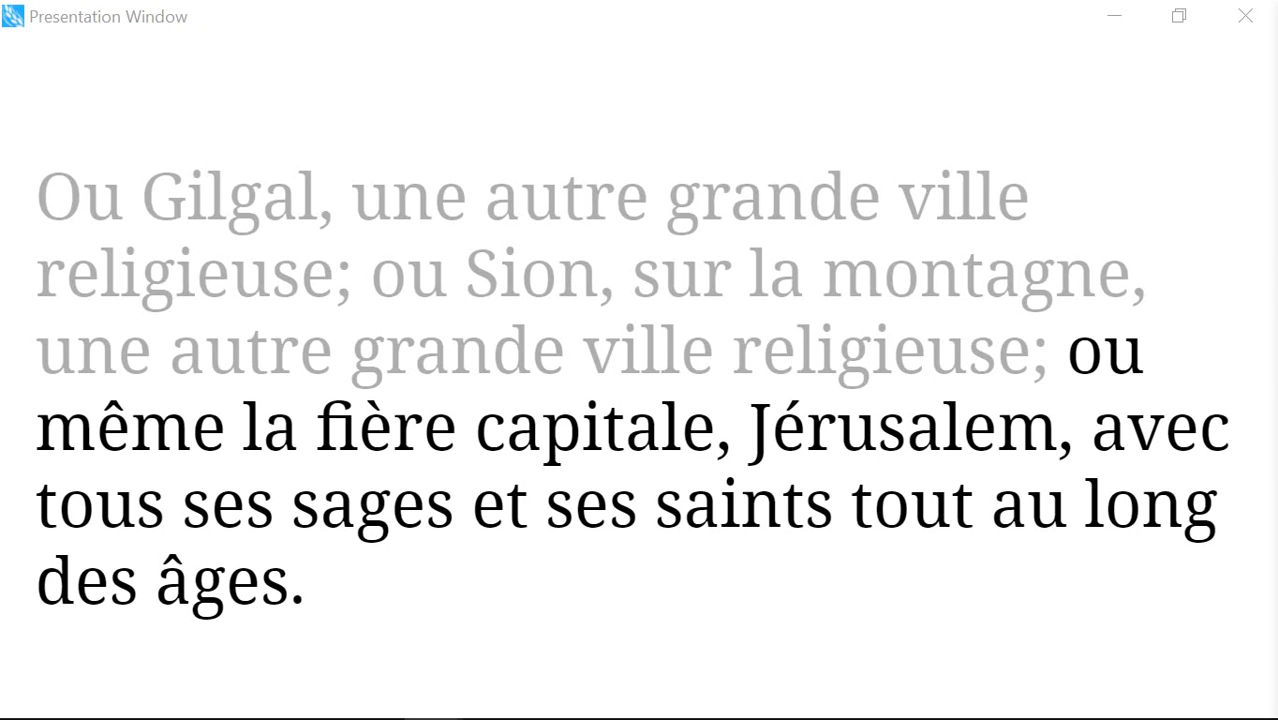 Presentation Window
Ou Gilgal, une autre grande ville
religieuse; ou Sion, sur la montagne,
une autre grande ville religieuse; ou
même la fière capitale, Jérusalem, avec
tous ses sages et ses saints tout au long
des âges.